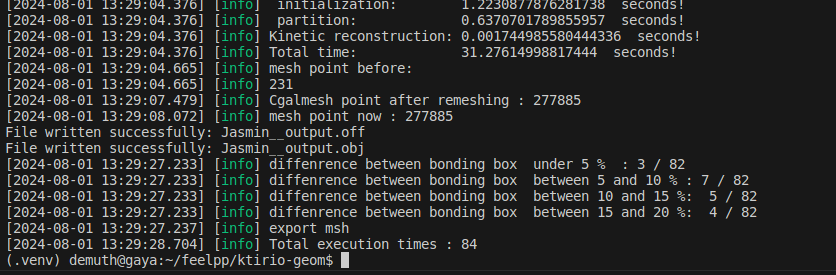 [2024-08-01 13:29:04.376] [info]  initialization:        1.2230877876281738  seconds!
[2024-08-01 13:29:04.376] [info]  partition:             0.6370701789855957  seconds!
[2024-08-01 13:29:04.376] [info] Kinetic reconstruction: 0.001744985580444336  seconds!
[2024-08-01 13:29:04.376] [info] Total time:             31.27614998817444  seconds!
[2024-08-01 13:29:04.665] [info] mesh point before:
[2024-08-01 13:29:04.665] [info] 231
[2024-08-01 13:29:07.479] [info] Cgalmesh point after remeshing : 277885
[2024-08-01 13:29:08.072] [info] mesh point now : 277885
File written successfully: Jasmin__output.off
File written successfully: Jasmin__output.obj
[2024-08-01 13:29:27.233] [info] diffenrence between bonding box  under 5 %  : 3 / 82
[2024-08-01 13:29:27.233] [info] diffenrence between bonding box  between 5 and 10 % : 7 / 82
[2024-08-01 13:29:27.233] [info] diffenrence between bonding box  between 10 and 15 %:  5 / 82
[2024-08-01 13:29:27.233] [info] diffenrence between bonding box  between 15 and 20 %:  4 / 82
[2024-08-01 13:29:27.237] [info] export msh
[2024-08-01 13:29:28.704] [info] Total execution times : 84
(.venv) demuth@gaya:~/feelpp/ktirio-geom$